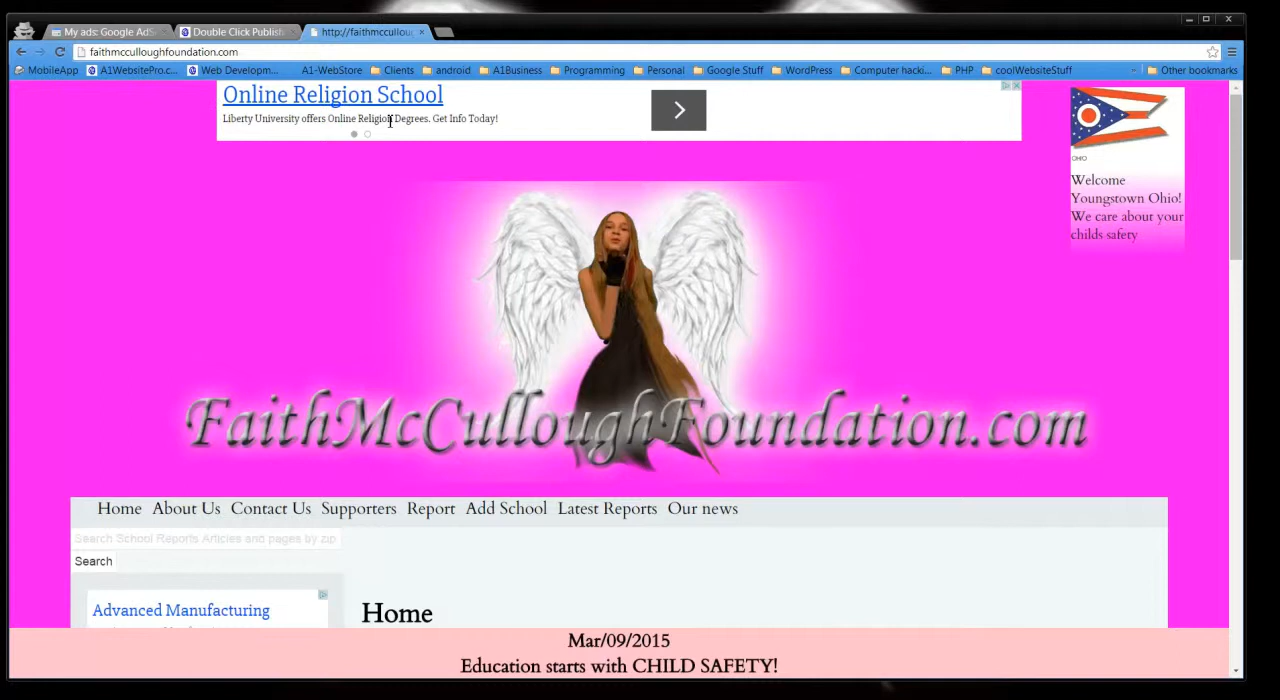 My ads: Google AdS
Double Click Publish
http://faithmccullou
faithmcculloughfoundation.com
MobileApp A1WebsitePro.c... Web Developm... A1-WebStore Clients android A1Business Programming Personal Google Stuff WordPress Computer hacki... PHP coolWebsiteStuff Other bookmarks
Online Religion School
Liberty University offers Online Religion Degrees. Get Info Today!
OHIO
Welcome
Youngstown Ohio!
We care about your
childs safety
FaithMcCulloughFoundation.com
Home About Us Contact Us Supporters Report Add School Latest Reports Our news
Search School Reports Articles and pages by zip
Search
Advanced Manufacturing
Home
Mar/09/2015
Education starts with CHILD SAFETY!